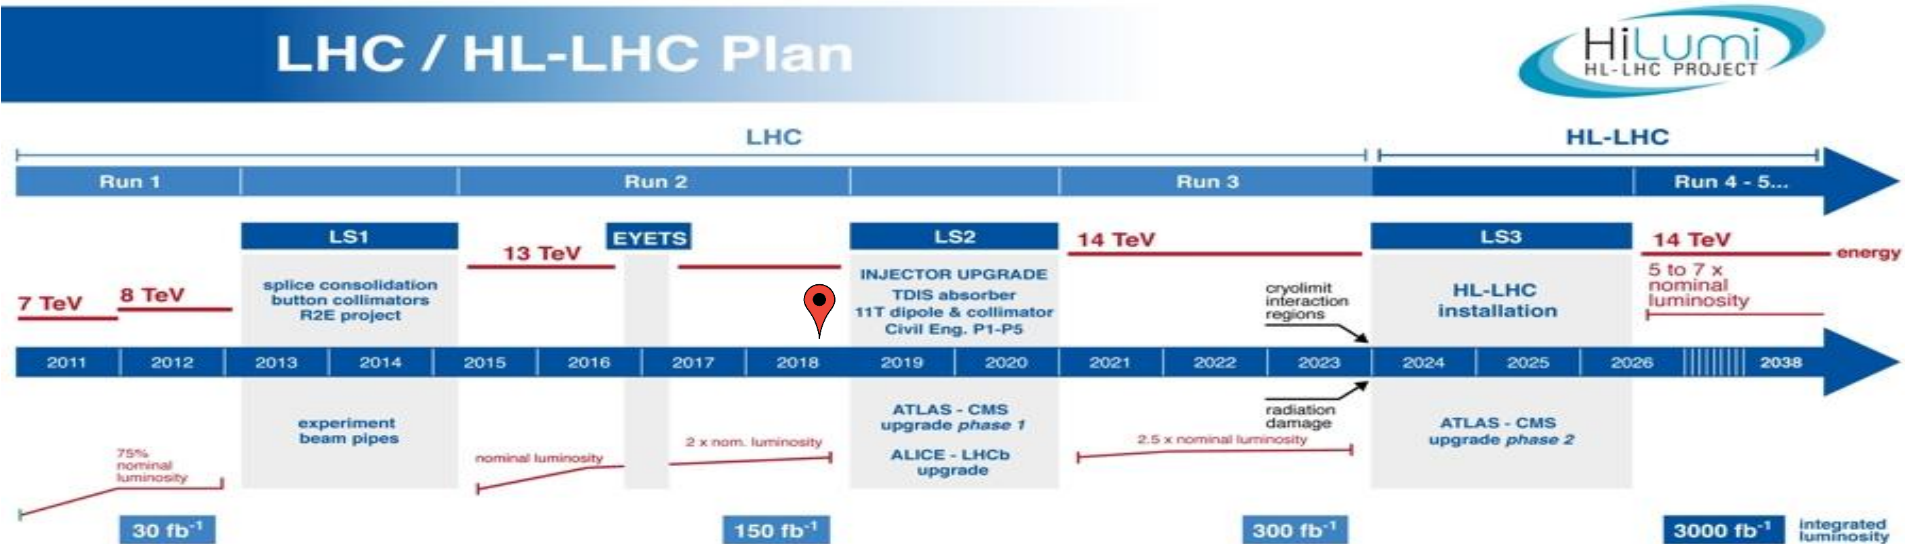 LHC / HL-LHC Plan
HiLumi
HL-LHC PROJECT
LHC
HL-LHC
Run 1
Run 2
Run 3
Run 4 - 5...
LS1
EYETS
LS2
LS3
13 TeV
14 TeV
14 TeV
energy
splice consolidation
button collimators
R2E project
INJECTOR UPGRADE
TDIS absorber
11T dipole & collimator
Civil Eng. P1-P5
cryolimit
interaction
regions
HL-LHC
installation
5 to 7 x
nominal
luminosity
7 TeV
8 TeV
2011 2012 2013 2014 2015 2016 2017 2018 2019 2020 2021 2022 2023 2024 2025 2026 2038
experiment
beam pipes
ATLAS - CMS
upgrade phase 1
ALICE - LHCb
upgrade
radiation
damage
ATLAS - CMS
upgrade phase 2
75%
nominal
luminosity
nominal luminosity
2 x nom. luminosity
2.5 x nominal luminosity
30 fb-1
150 fb-1
300 fb-1
3000 fb-1
integrated
luminosity